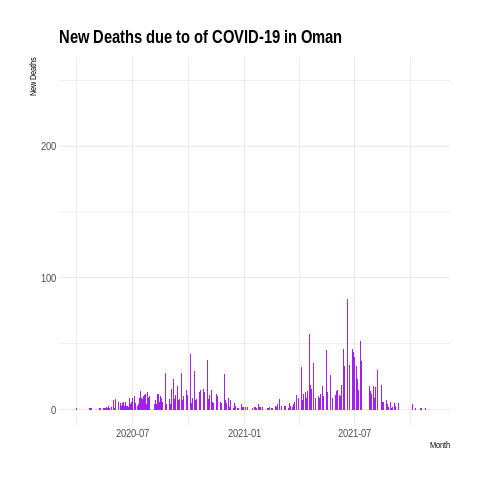 New Deaths due to of COVID-19 in Oman
New Deaths
200
100
0
2020-07 2021-01 2021-07
Month